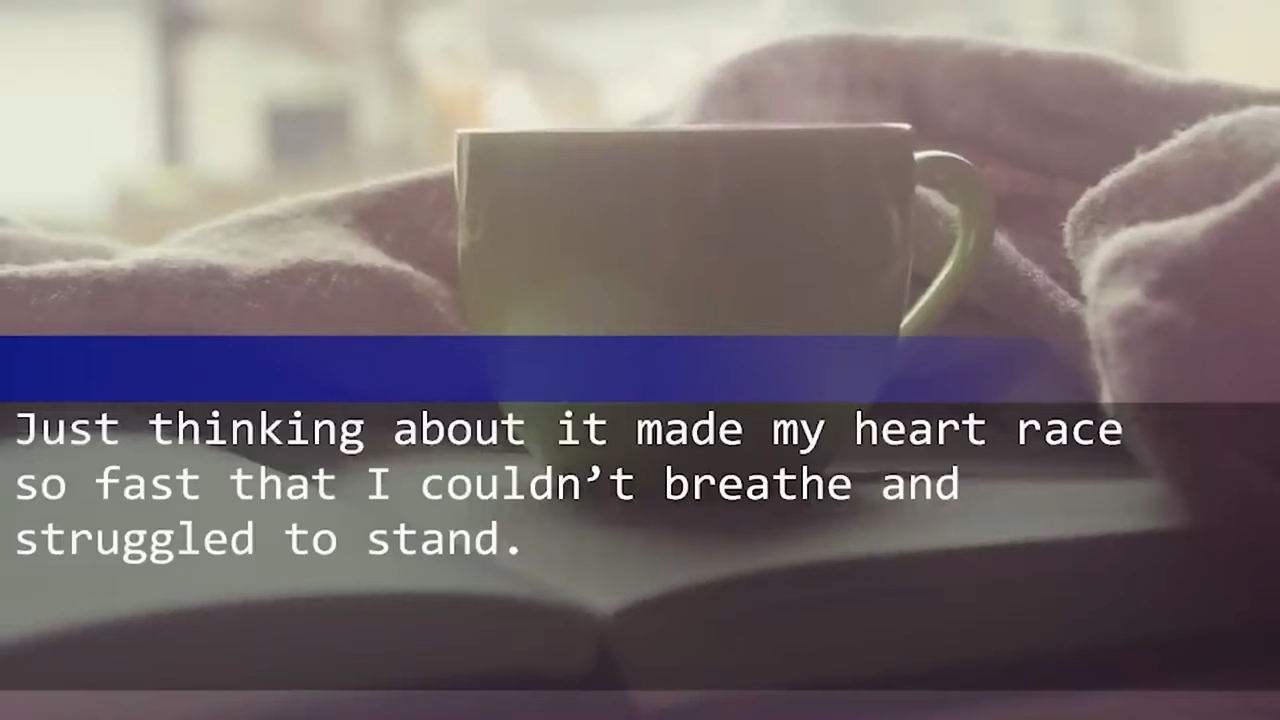 Just thinking about it made my heart race
so fast that I couldn’t breathe and
struggled to stand.